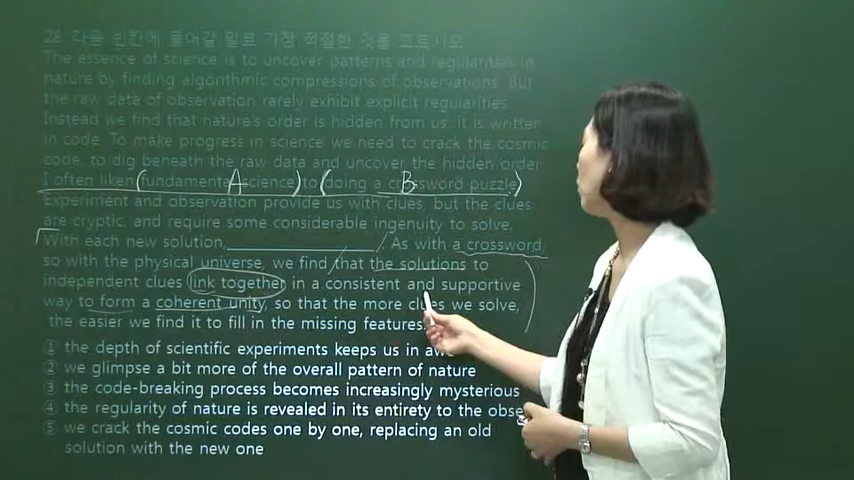 28. 다음 빈칸에 들어갈 말로 가장 적절한 것을 고르시오
The essence of science is to uncover patterns and regularities in
nature by finding algorithmic compressions of observations. But
the raw data of observation rarely exhibit explicit regularities.
Instead we find that nature's order is hidden from us, it is written
in code. To make progress in science we need to crack the cosmic
code, to dig beneath the raw data, and uncover the hidden order.
I often liken fundamental science to doing a crossword puzzle.
A B
Experiment and observation provide us with clues, but the clues
are cryptic, and require some considerable ingenuity to solve.
With each new solution, ____________. As with a crossword,
so with the physical universe, we find that the solutions to
independent clues link together in a consistent and supportive
way to form a coherent unity, so that the more clues we solve,
the easier we find it to fill in the missing features.
① the depth of scientific experiments keeps us in awe
② we glimpse a bit more of the overall pattern of nature
③ the code-breaking process becomes increasingly mysterious
④ the regularity of nature is revealed in its entirety to the obse
⑤ we crack the cosmic codes one by one, replacing an old
solution with the new one